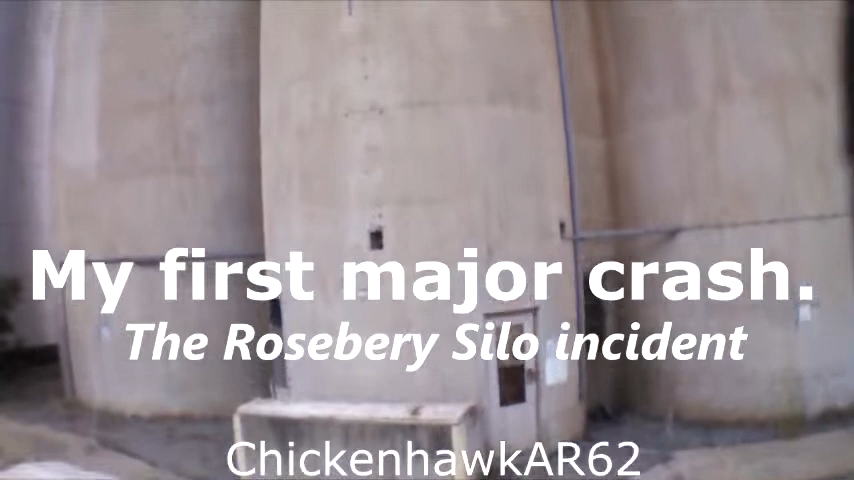 My first major crash.
The Rosebery Silo incident
ChickenhawkAR62